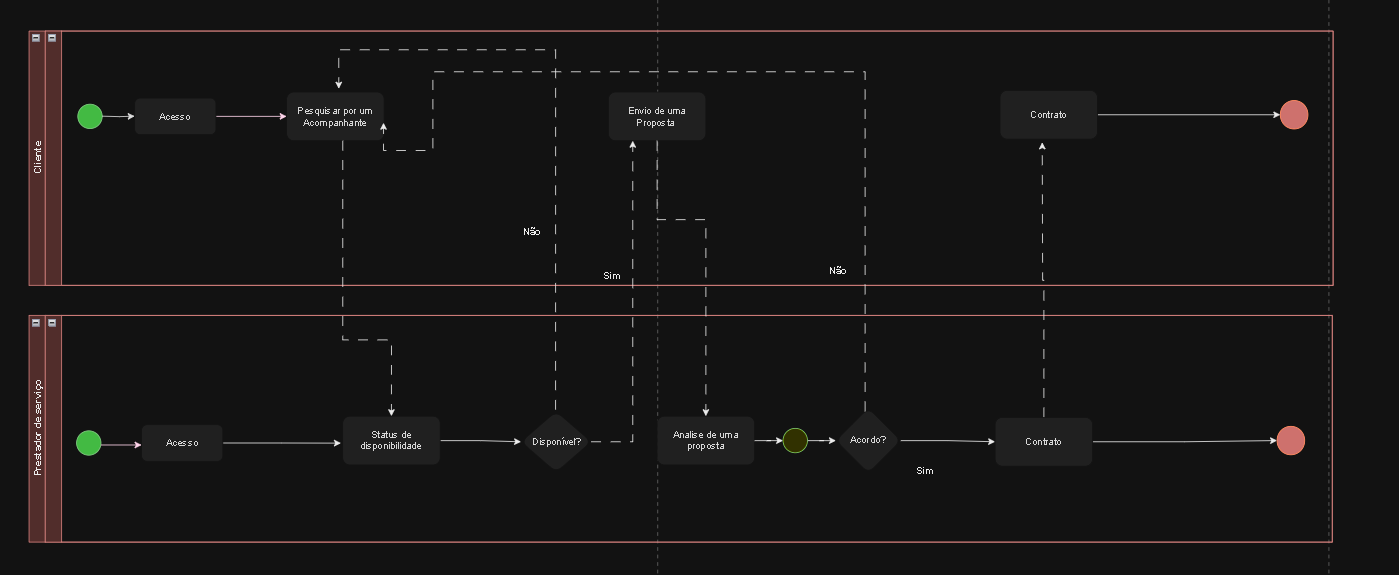 Cliente
Acesso
Pesquisar por um
Acompanhante
Envio de uma
Proposta
Contrato
Não
Sim
Não
Prestador de serviço
Acesso
Status de
disponibilidade
Disponível?
Analise de uma
proposta
Acordo?
Sim
Contrato